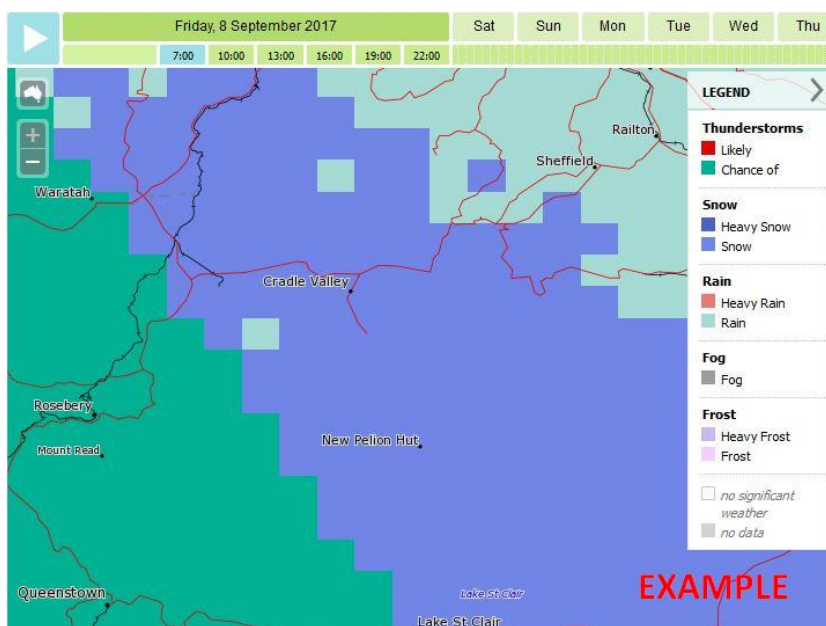 Friday, 8 September 2017
Sat
Sun
Mon
Tue
Wed
Thu
7:00
10:00
13:00
16:00
19:00
22:00
+
−
LEGEND
Thunderstorms
Likely
Chance of
Snow
Heavy Snow
Snow
Rain
Heavy Rain
Rain
Fog
Fog
Frost
Heavy Frost
Frost
no significant
weather
no data
Railton
Sheffield
Waratah
Cradle Valley
Rosebery
New Pelion Hut
Mount Read
Queenstown
Lake St Clair
EXAMPLE
Lake St Clair